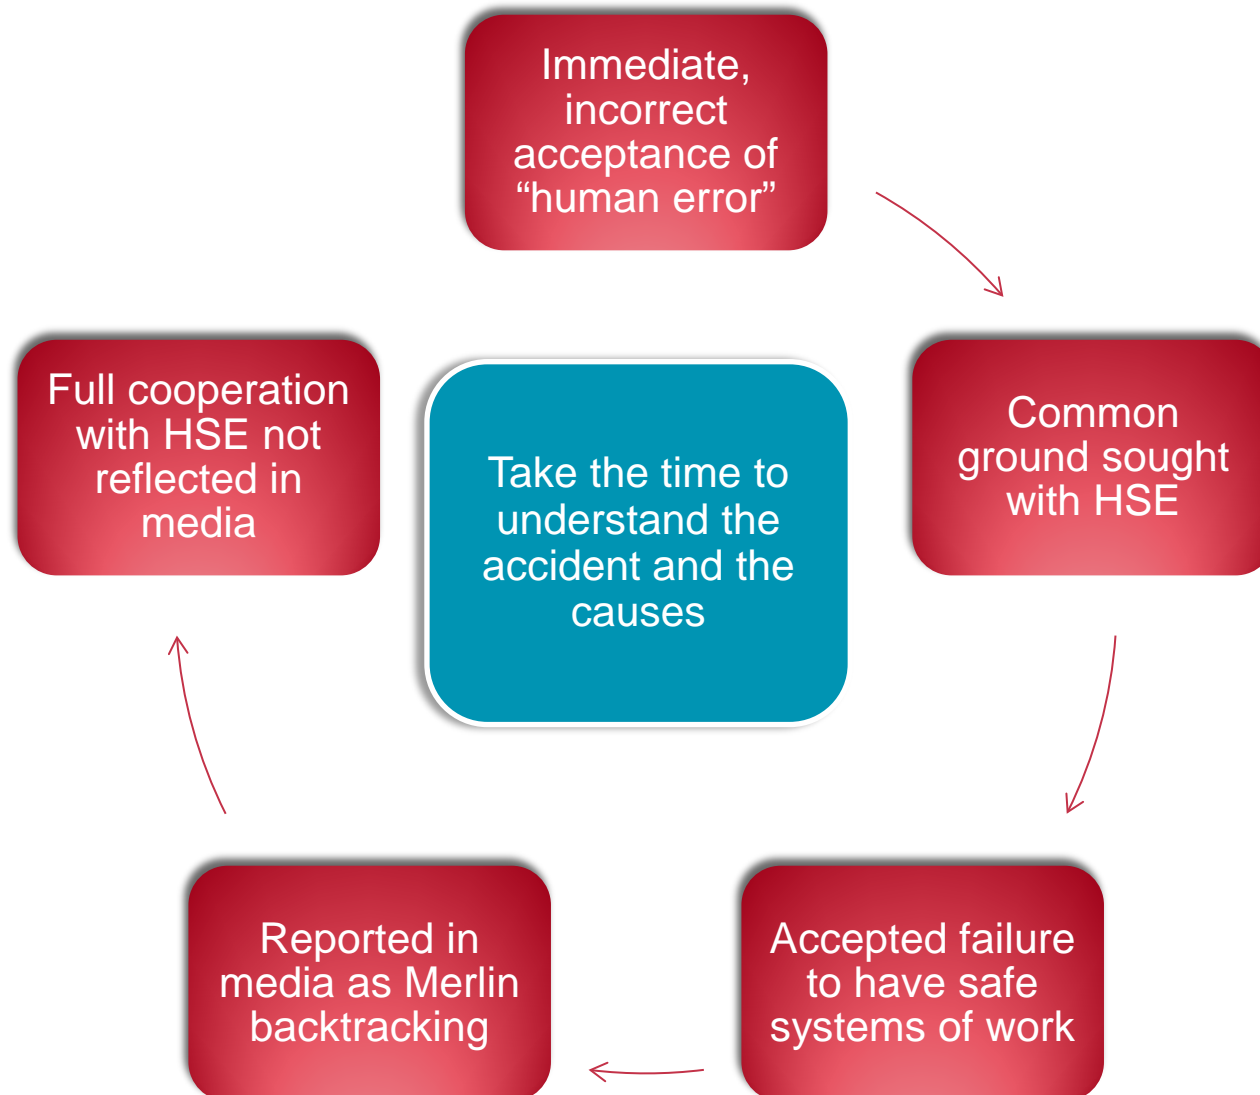 Immediate,
incorrect
acceptance of
“human error”
Common
ground sought
with HSE
Accepted failure
to have safe
systems of work
Reported in
media as Merlin
backtracking
Full cooperation
with HSE not
reflected in
media
Take the time to
understand the
accident and the
causes